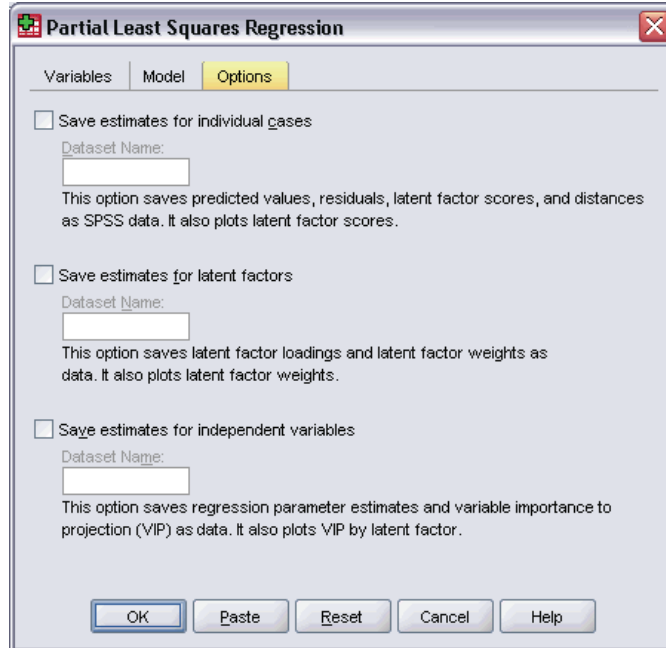 Partial Least Squares Regression
Variables Model Options
Save estimates for individual cases
Dataset Name:
This option saves predicted values, residuals, latent factor scores, and distances
as SPSS data. It also plots latent factor scores.
Save estimates for latent factors
Dataset Name:
This option saves latent factor loadings and latent factor weights as
data. It also plots latent factor weights.
Save estimates for independent variables
Dataset Name:
This option saves regression parameter estimates and variable importance to
projection (VIP) as data. It also plots VIP by latent factor.
OK Paste Reset Cancel Help